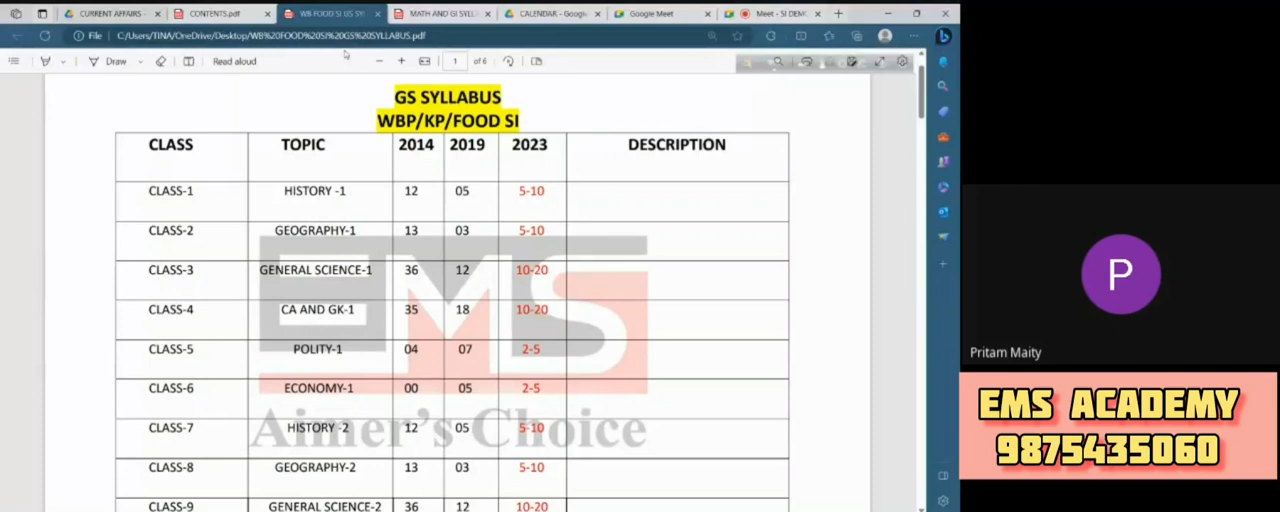 CURRENT AFFAIRS
CONTENTS.pdf
WB FOOD SI GS SY
MATH AND GI SYLL
CALENDAR - Google
Google Meet
Meet - SI DEMO
File C:/Users/TINA/OneDrive/Desktop/WB%20FOOD%20SI%20GS%20SYLLABUS.pdf
Draw Read aloud 1 of 6
GS SYLLABUS
WBP/KP/FOOD SI
CLASS TOPIC 2014 2019 2023 DESCRIPTION
CLASS-1 HISTORY -1 12 05 5-10
CLASS-2 GEOGRAPHY-1 13 03 5-10
CLASS-3 GENERAL SCIENCE-1 36 12 10-20
CLASS-4 CA AND GK-1 35 18 10-20
CLASS-5 POLITY-1 04 07 2-5
CLASS-6 ECONOMY-1 00 05 2-5
CLASS-7 HISTORY -2 12 05 5-10
CLASS-8 GEOGRAPHY-2 13 03 5-10
CLASS-9 GENERAL SCIENCE-2 36 12 10-20
EMS
Aimer's Choice
P
Pritam Maity
EMS ACADEMY
9875435060